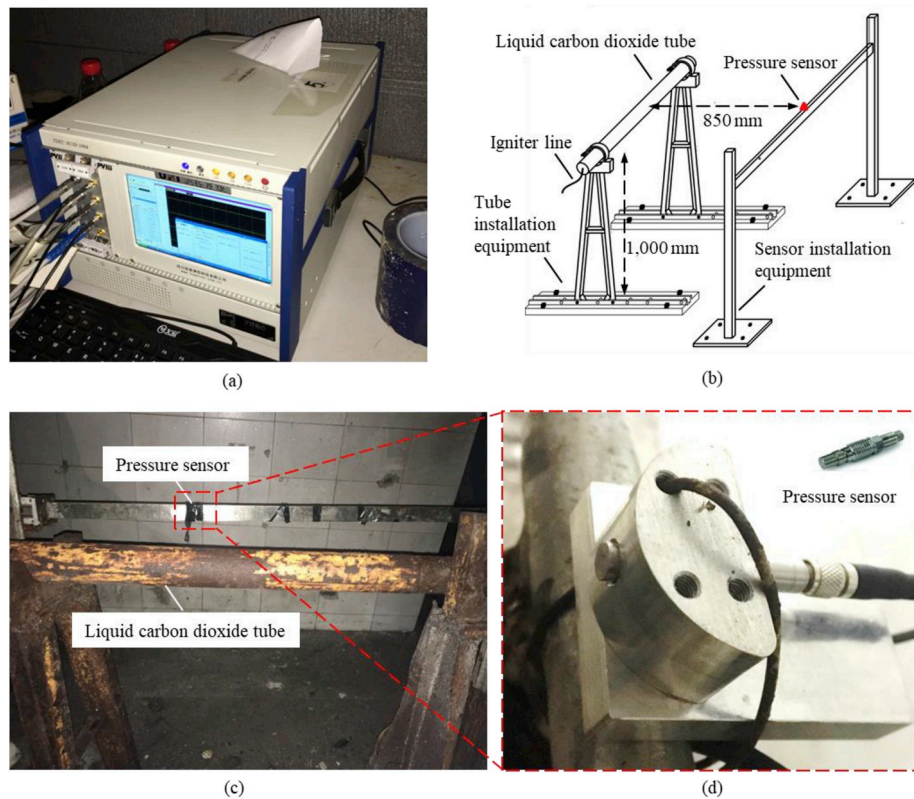 Liquid carbon dioxide tube
Pressure sensor
850 mm
Igniter line
Tube
installation
equipment
1,000 mm
Sensor installation
equipment
(a)
(b)
Pressure sensor
Liquid carbon dioxide tube
Pressure sensor
(c)
(d)